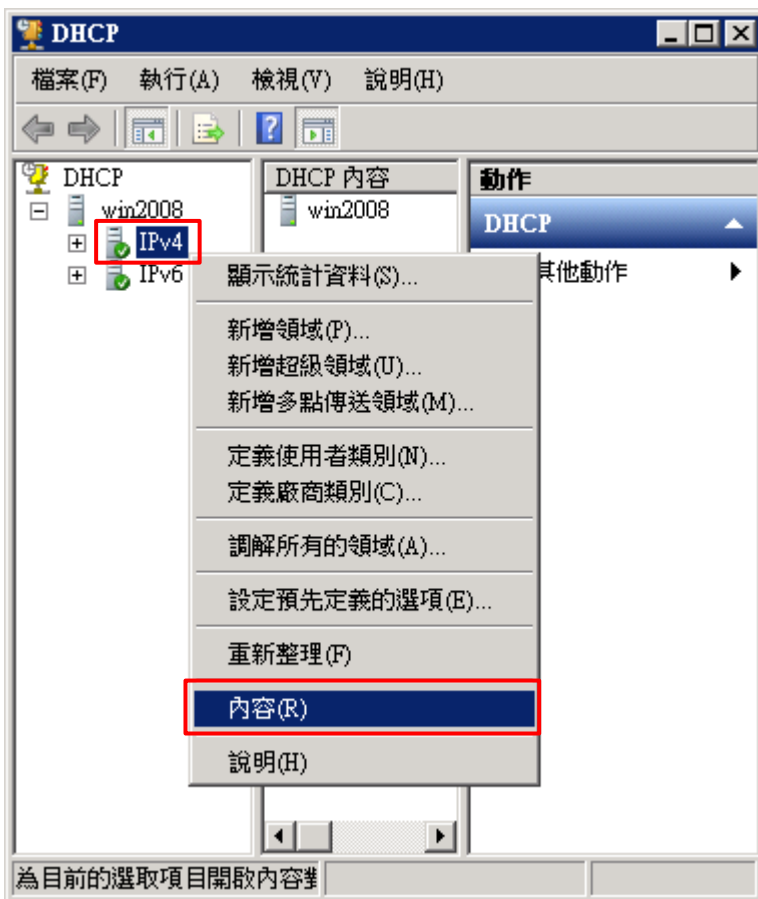 DHCP
檔案(F) 執行(A) 檢視(V) 說明(H)
DHCP
win2008
IPv4
IPv6
DHCP 內容
win2008
動作
DHCP
其他動作
顯示統計資料(S)...
新增領域(P)...
新增超級領域(U)...
新增多點傳送領域(M)...
定義使用者類別(N)...
定義廠商類別(C)...
調解所有的領域(A)...
設定預先定義的選項(E)...
重新整理(F)
內容(R)
說明(H)
為目前的選取項目開啟內容